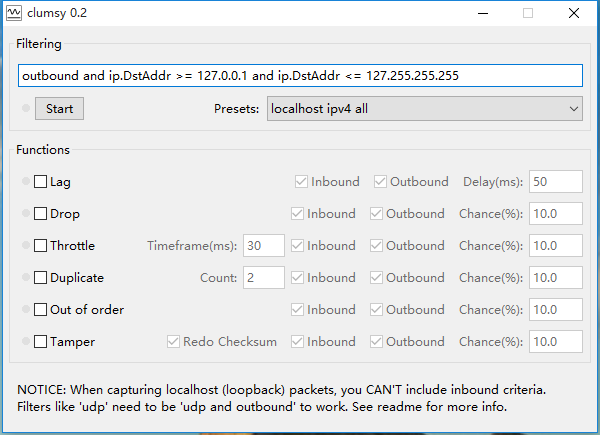 clumsy 0.2
Filtering
outbound and ip.DstAddr >= 127.0.0.1 and ip.DstAddr <= 127.255.255.255
Start Presets: localhost ipv4 all
Functions
Lag Inbound Outbound Delay(ms): 50
Drop Inbound Outbound Chance(%): 10.0
Throttle Timeframe(ms): 30 Inbound Outbound Chance(%): 10.0
Duplicate Count: 2 Inbound Outbound Chance(%): 10.0
Out of order Inbound Outbound Chance(%): 10.0
Tamper Redo Checksum Inbound Outbound Chance(%): 10.0
NOTICE: When capturing localhost (loopback) packets, you CAN'T include inbound criteria.
Filters like 'udp' need to be 'udp and outbound' to work. See readme for more info.